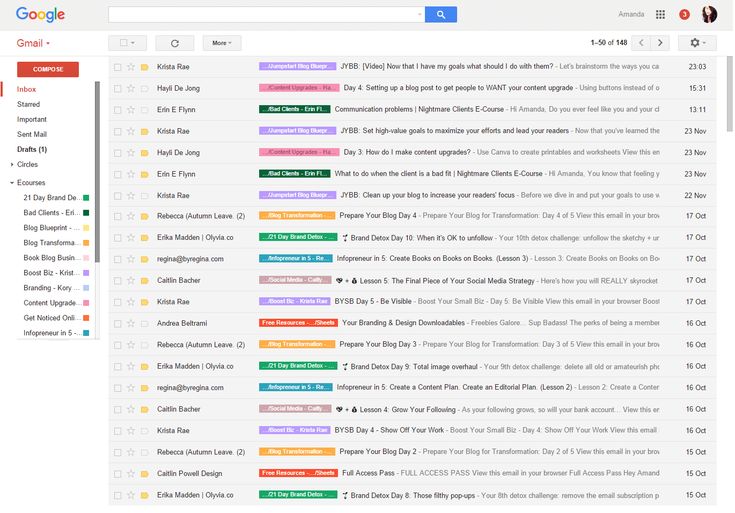 Google
Amanda
3
Gmail
More
1–50 of 148
COMPOSE
Inbox
Starred
Important
Sent Mail
Drafts (1)
Circles
Ecourses
21 Day Brand De...
Bad Clients - Eri...
Blog Blueprint - ...
Blog Transforma...
Book Blog Busin...
Boost Biz - Krist...
Branding - Kory ...
Content Upgrade...
Get Noticed Onli...
Infopreneur in 5 -...
Krista Rae .../Jumpstart Blog Bluepr... JYBB: [Video] Now that I have my goals what should I do with them? - Let's brainstorm the ways you ca 23:03
Hayli De Jong .../Content Upgrades - Ha... Day 4: Setting up a blog post to get people to WANT your content upgrade - Using buttons instead of o 15:31
Erin E Flynn .../Bad Clients - Erin Fl... Communication problems | Nightmare Clients E-Course - Hi Amanda, Do you ever feel like you and your cl 13:11
Krista Rae .../Jumpstart Blog Bluepr... JYBB: Set high-value goals to maximize your efforts and lead your readers - Now that you've learned the 23 Nov
Hayli De Jong .../Content Upgrades - Ha... Day 3: How do I make content upgrades? - Use Canva to create printables and worksheets View this em 23 Nov
Erin E Flynn .../Bad Clients - Erin Fl... What to do when the client is a bad fit | Nightmare Clients E-Course - Hi Amanda, You know that feeling y 23 Nov
Krista Rae .../Jumpstart Blog Bluepr... JYBB: Clean up your blog to increase your readers' focus - Before we dive in and put your goals to use w 22 Nov
Rebecca (Autumn Leave. (2) .../Blog Transformation - ... Prepare Your Blog Day 4 - Prepare Your Blog for Transformation: Day 4 of 5 View this email in your brow 17 Oct
Erika Madden | Olyvia.co .../21 Day Brand Detox - ... Brand Detox Day 10: When it's OK to unfollow - Your 10th detox challenge: unfollow the sketchy + ur 17 Oct
regina@byregina.com .../Infopreneur in 5 - Re... Infopreneur in 5: Create Books on Books on Books. (Lesson 3) - Lesson 3: Create Books on Books on 17 Oct
Caitlin Bacher .../Social Media - Caitly... + Lesson 5: The Final Piece of Your Social Media Strategy - Here's how you will REALLY skyrocket 17 Oct
Krista Rae .../Boost Biz - Krista Rae BYSB Day 5 - Be Visible - Boost Your Small Biz - Day 5: Be Visible View this email in your browser Boost 17 Oct
Andrea Beltrami Free Resources - .../Sheets Your Branding & Design Downloadables - Freebies Galore... Sup Badass! The perks of being a member 16 Oct
Rebecca (Autumn Leave. (2) .../Blog Transformation - ... Prepare Your Blog Day 3 - Prepare Your Blog for Transformation: Day 3 of 5 View this email in your brow 16 Oct
Erika Madden | Olyvia.co .../21 Day Brand Detox - ... Brand Detox Day 9: Total image overhaul - Your 9th detox challenge: delete all old or amateurish pho 16 Oct
regina@byregina.com .../Infopreneur in 5 - Re... Infopreneur in 5: Create a Content Plan. Create an Editorial Plan. (Lesson 2) - Lesson 2: Create a Conten 16 Oct
Caitlin Bacher .../Social Media - Caitly... + Lesson 4: Grow Your Following - As your following grows, so will your bank account... View this en 16 Oct
Krista Rae .../Boost Biz - Krista Rae BYSB Day 4 - Show Off Your Work - Boost Your Small Biz - Day 4: Show Off Your Work View this email 16 Oct
Rebecca (Autumn Leave. (2) .../Blog Transformation - ... Prepare Your Blog Day 2 - Prepare Your Blog for Transformation: Day 2 of 5 View this email in your brow 15 Oct
Caitlin Powell Design Free Resources - .../Sheets Full Access Pass - FULL ACCESS PASS View this email in your browser Full Access Pass Hey Amand 15 Oct
Erika Madden | Olyvia.co .../21 Day Brand Detox - ... Brand Detox Day 8: Those filthy pop-ups - Your 8th detox challenge: remove the email subscription p 15 Oct